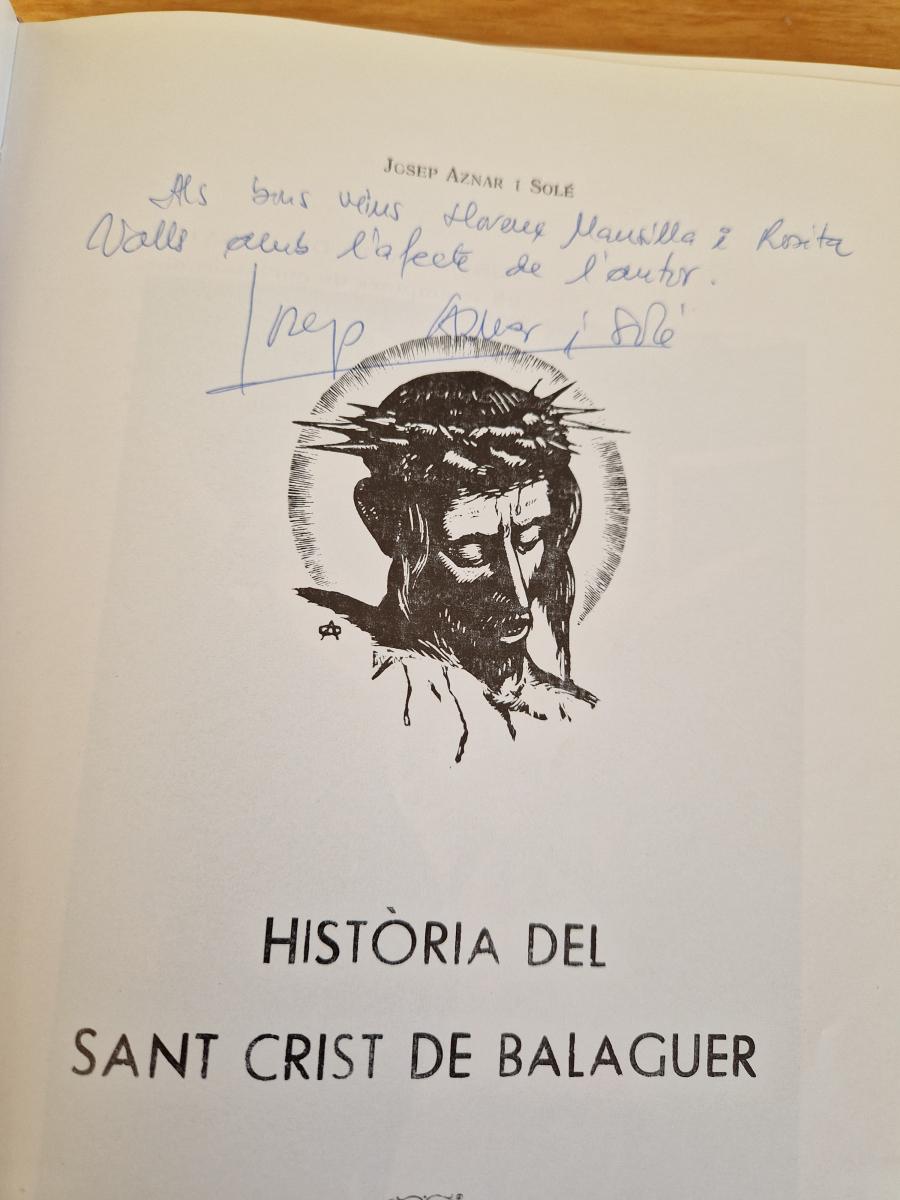 JOSEP AZNAR I SOLÉ
Als bons veïns Llorenç Mansilla i Rosita
Valls amb l'afecte de l'autor.
Josep Aznar i Solé
HISTÒRIA DEL
SANT CRIST DE BALAGUER